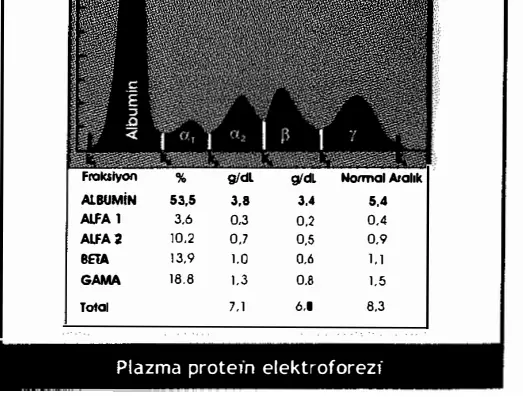 Albumin
α1 α2 β γ
Fraksiyon % g/dL g/dL Normal Aralık
ALBUMİN 53,5 3,8 3,4 5,4
ALFA 1 3,6 0,3 0,2 0,4
ALFA 2 10,2 0,7 0,5 0,9
BETA 13,9 1,0 0,6 1,1
GAMA 18.8 1,3 0.8 1,5
Total 7,1 8,3
Plazma protein elektroforezi